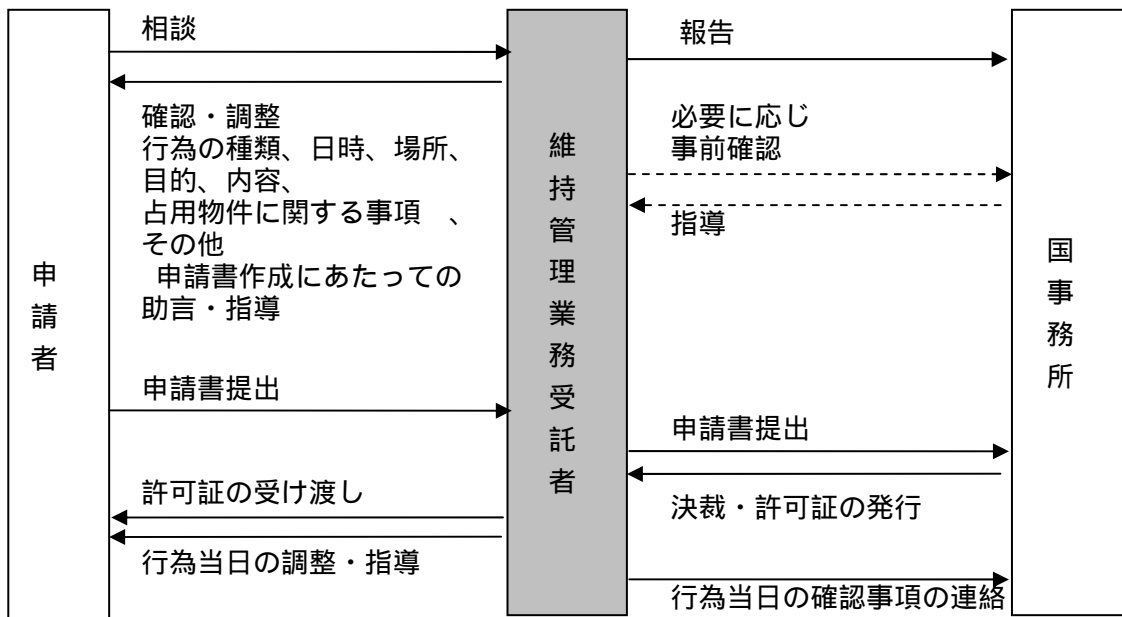 相談
報告
確認・調整
行為の種類、日時、場所、
目的、内容、
占用物件に関する事項　、
その他
申請書作成にあたっての
助言・指導
必要に応じ
事前確認
指導
申請者
維持管理業務受託者
国事務所
申請書提出
申請書提出
許可証の受け渡し
決裁・許可証の発行
行為当日の調整・指導
行為当日の確認事項の連絡